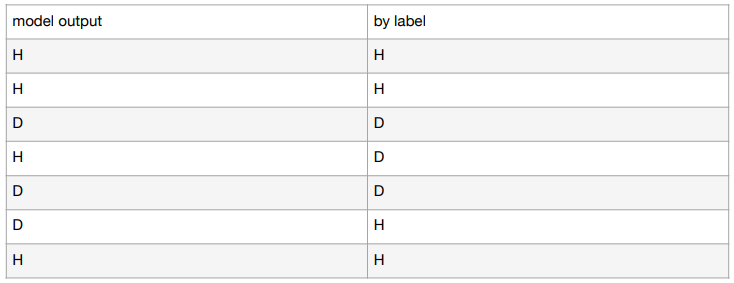 model output by label
H H
H H
D D
H D
D D
D H
H H